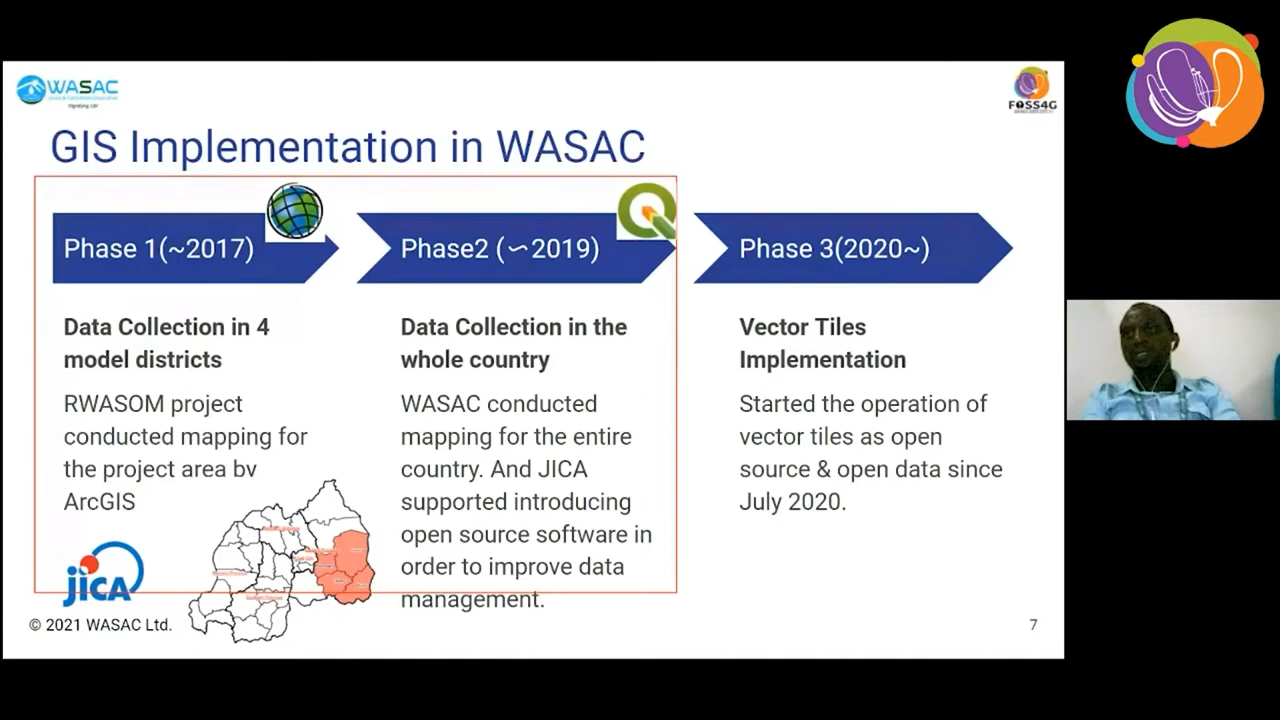 WASAC
FOSS4G
GIS Implementation in WASAC
Phase 1(~2017)
Phase2 (~2019)
Phase 3(2020~)
Data Collection in 4
model districts
RWASOM project
conducted mapping for
the project area by
ArcGIS
Data Collection in the
whole country
WASAC conducted
mapping for the entire
country. And JICA
supported introducing
open source software in
order to improve data
management.
Vector Tiles
Implementation
Started the operation of
vector tiles as open
source & open data since
July 2020.
jICA
© 2021 WASAC Ltd.
7